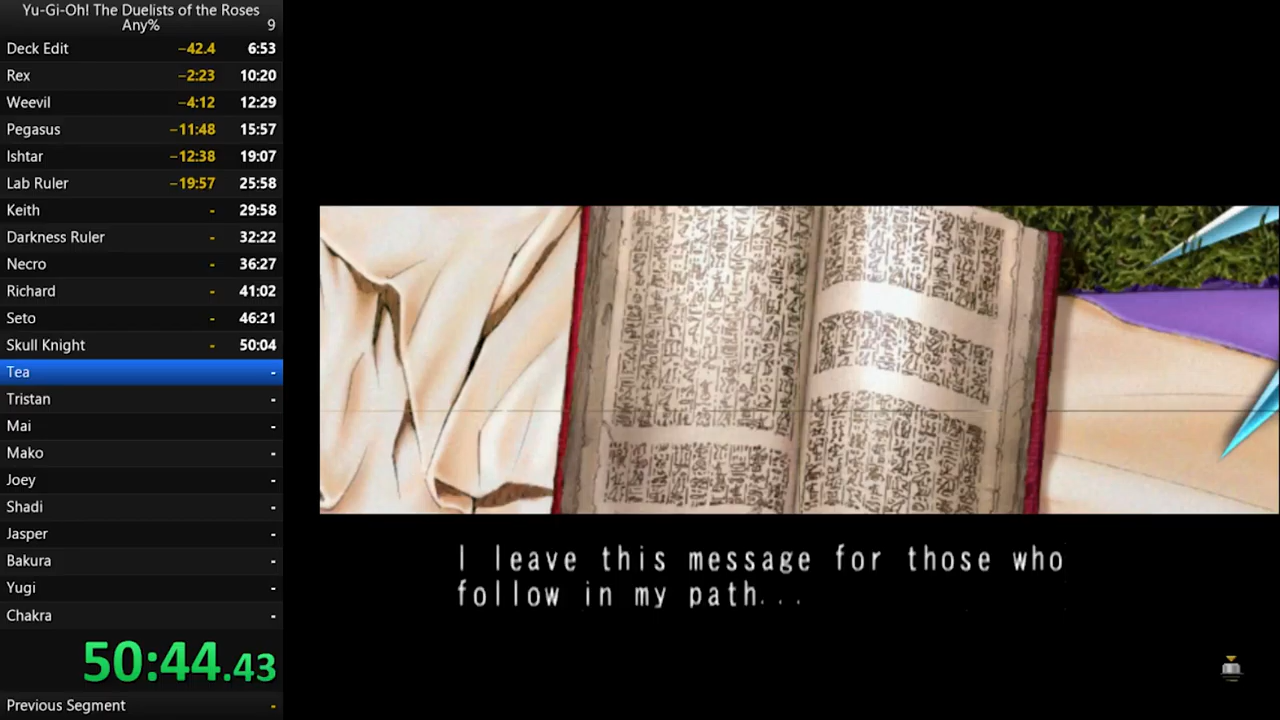 Yu-Gi-Oh! The Duelists of the Roses
Any% 9
Deck Edit −42.4 6:53
Rex −2:23 10:20
Weevil −4:12 12:29
Pegasus −11:48 15:57
Ishtar −12:38 19:07
Lab Ruler −19:57 25:58
Keith - 29:58
Darkness Ruler - 32:22
Necro - 36:27
Richard - 41:02
Seto - 46:21
Skull Knight - 50:04
Tea -
Tristan -
Mai -
Mako -
Joey -
Shadi -
Jasper -
Bakura -
Yugi -
Chakra -
50:44.43
Previous Segment -
I leave this message for those who
follow in my path...